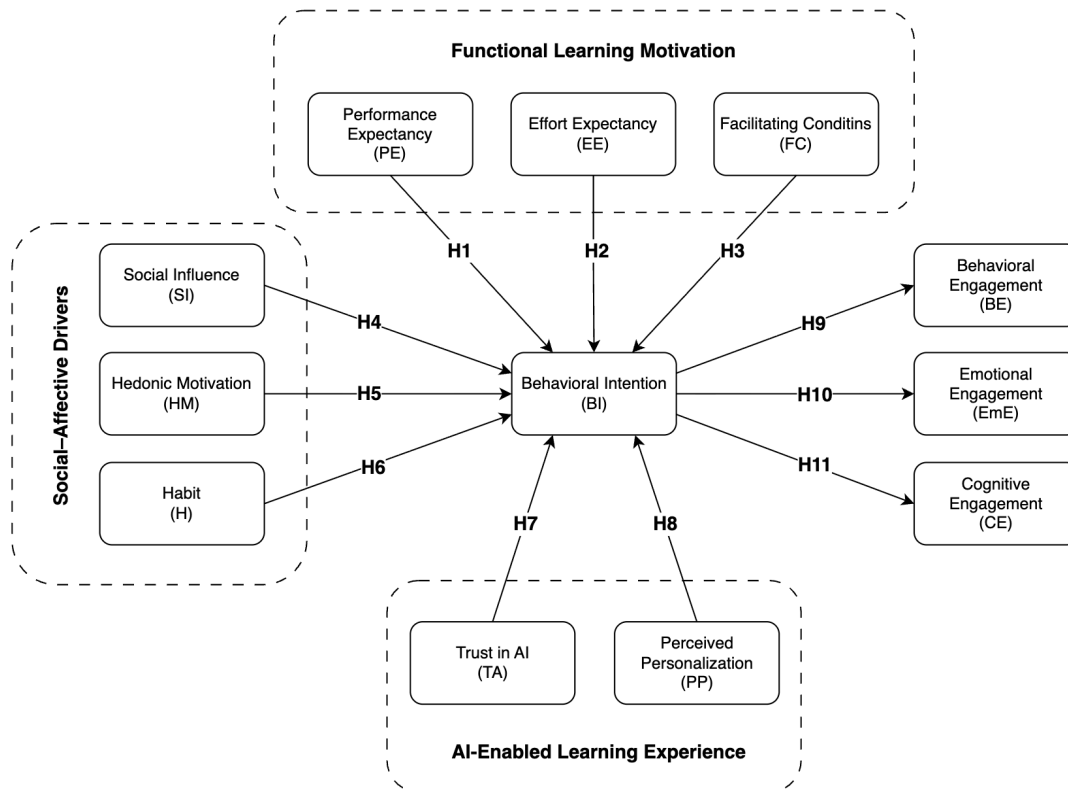 Functional Learning Motivation
Performance
Expectancy
(PE)
Effort Expectancy
(EE)
Facilitating Conditins
(FC)
H1
H2
H3
Social–Affective Drivers
Social Influence
(SI)
Hedonic Motivation
(HM)
Habit
(H)
H4
H5
H6
Behavioral Intention
(BI)
H9
H10
H11
Behavioral
Engagement
(BE)
Emotional
Engagement
(EmE)
Cognitive
Engagement
(CE)
H7
H8
Trust in AI
(TA)
Perceived
Personalization
(PP)
AI-Enabled Learning Experience